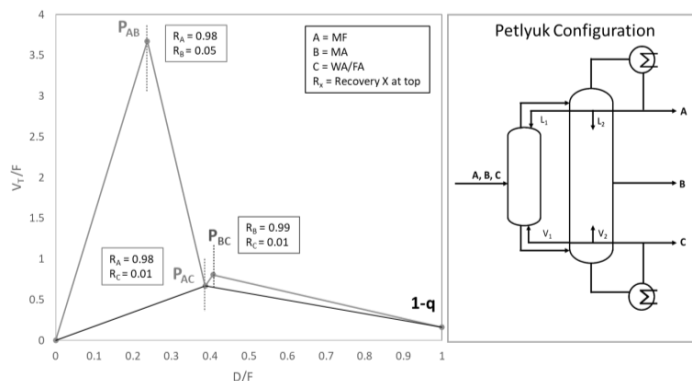 4
3.5
3
2.5
2
1.5
1
0.5
0
V_T/F
P_AB
R_A = 0.98
R_B = 0.05
A = MF
B = MA
C = WA/FA
R_x = Recovery X at top
R_B = 0.99
R_C = 0.01
P_BC
R_A = 0.98
R_C = 0.01
P_AC
1-q
0 0.1 0.2 0.3 0.4 0.5 0.6 0.7 0.8 0.9 1
D/F
Petlyuk Configuration
L_1
L_2
A
A, B, C
B
V_1
V_2
C